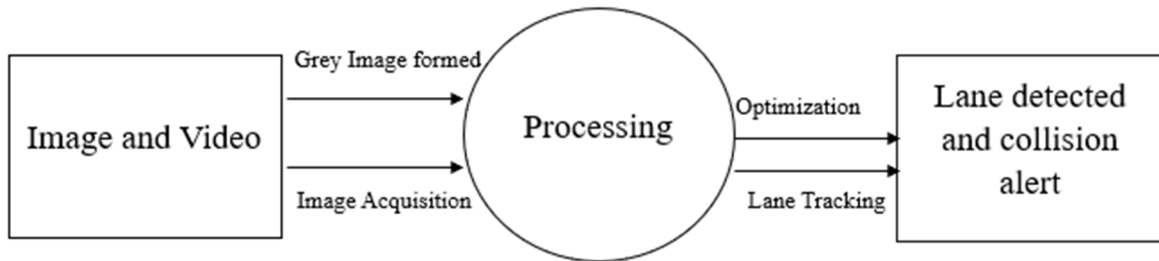 Image and Video
Grey Image formed
Image Acquisition
Processing
Optimization
Lane Tracking
Lane detected
and collision
alert